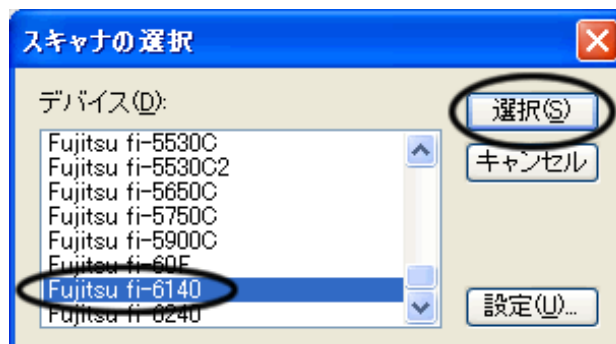 スキャナの選択
デバイス(D):
選択(S)
Fujitsu fi-5530C
Fujitsu fi-5530C2
キャンセル
Fujitsu fi-5650C
Fujitsu fi-5750C
Fujitsu fi-5900C
Fujitsu fi-60F
Fujitsu fi-6140
Fujitsu fi-6240
設定(U)...